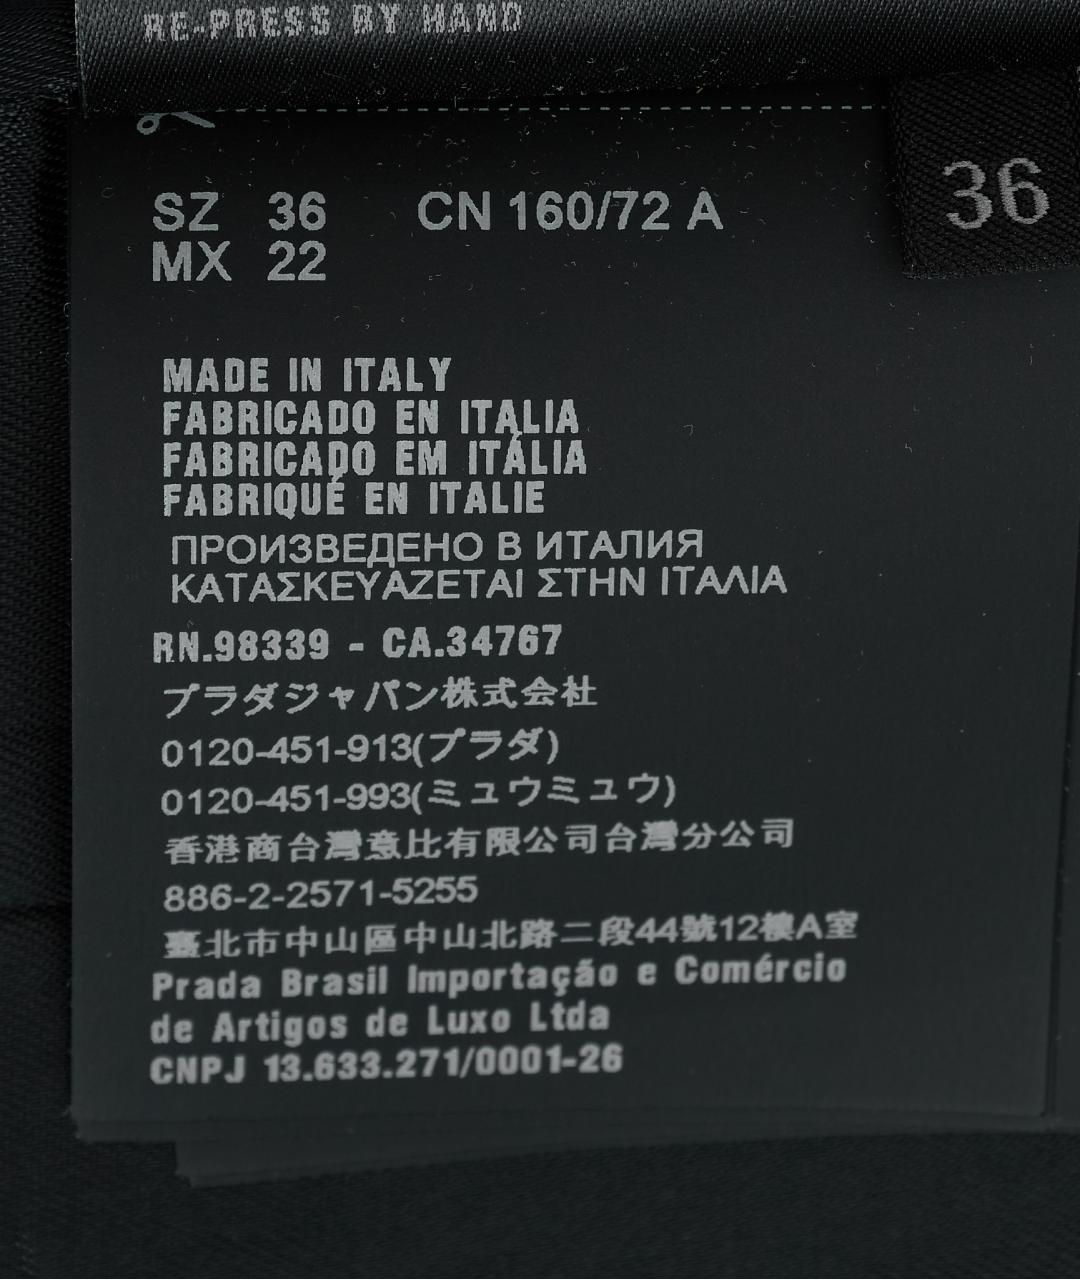 RE-PRESS BY HAND
36
SZ 36 CN 160/72 A
MX 22
MADE IN ITALY
FABRICADO EN ITALIA
FABRICADO EM ITÁLIA
FABRIQUÉ EN ITALIE
ПРОИЗВЕДЕНО В ИТАЛИЯ
ΚΑΤΑΣΚΕΥΑΖΕΤΑΙ ΣΤΗΝ ΙΤΑΛΙΑ
RN.98339 - CA.34767
プラダジャパン株式会社
0120-451-913(プラダ)
0120-451-993(ミュウミュウ)
香港商台灣意比有限公司台灣分公司
886-2-2571-5255
臺北市中山區中山北路二段44號12樓A室
Prada Brasil Importação e Comércio
de Artigos de Luxo Ltda
CNPJ 13.633.271/0001-26